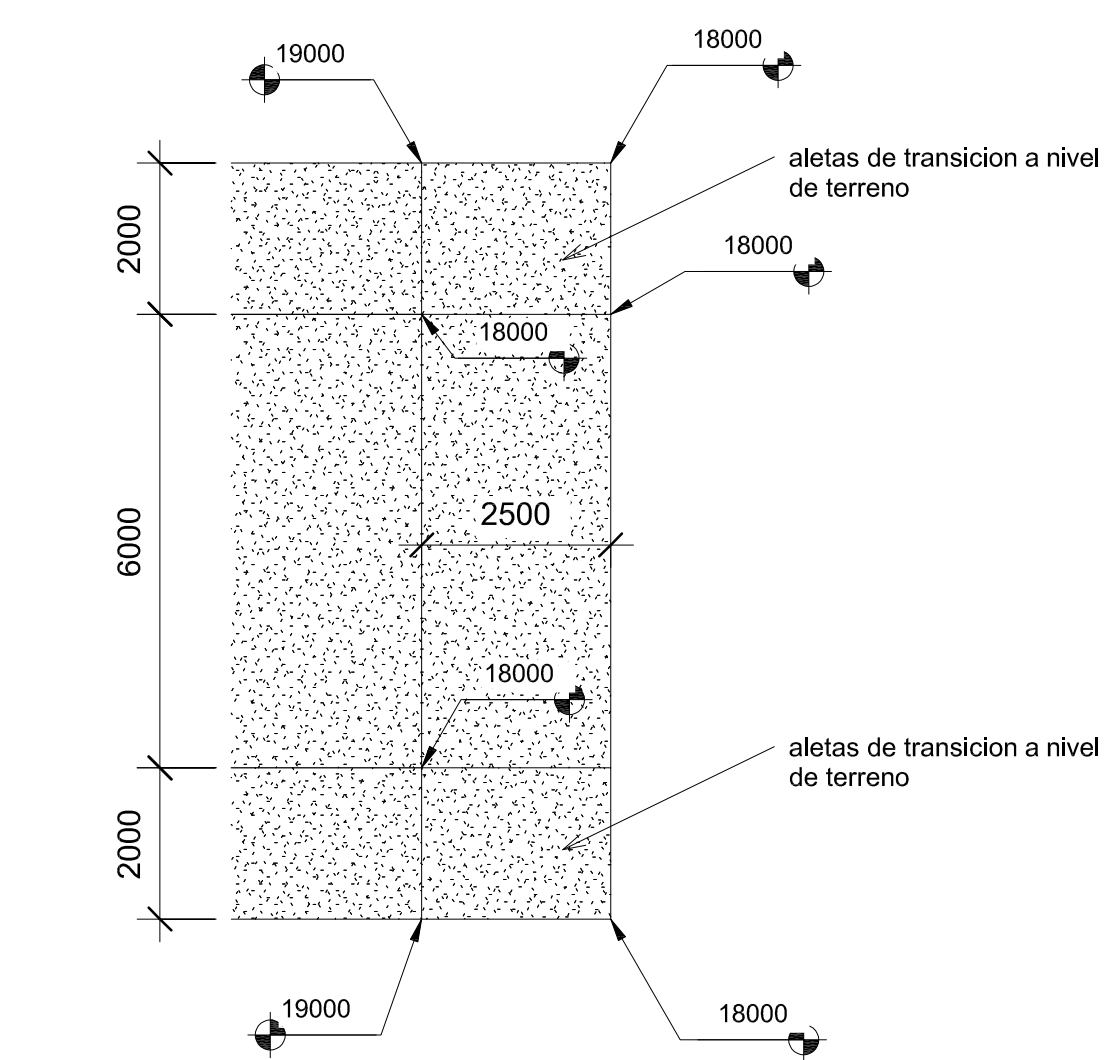 19000
18000
aletas de transicion a nivel
de terreno
2000
18000
18000
2500
6000
18000
aletas de transicion a nivel
de terreno
2000
19000
18000